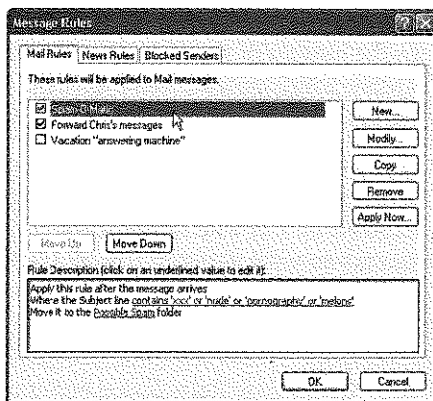 Message Rules
Mail Rules News Rules Blocked Senders
These rules will be applied to Mail messages.
Spam-O-Matic
Forward Chris's messages
Vacation "answering machine"
New...
Modify...
Copy
Remove
Apply Now...
Move Up Move Down
Rule Description (click on an underlined value to edit it):
Apply this rule after the message arrives
Where the Subject line contains 'xxx' or 'nude' or 'pornography' or 'melons'
Move it to the Possible Spam folder
OK Cancel